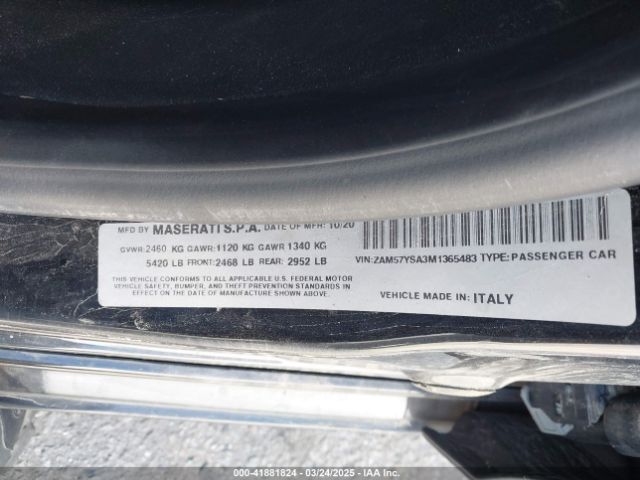 MFD BY MASERATI S.P.A. DATE OF MFH: 10/20
GVWR:2460 KG GAWR:1120 KG GAWR 1340 KG
5420 LB FRONT:2468 LB REAR: 2952 LB
THIS VEHICLE CONFORMS TO ALL APPLICABLE U.S. FEDERAL MOTOR
VEHICLE SAFETY, BUMPER, AND THEFT PREVENTION STANDARDS IN
EFFECT ON THE DATE OF MANUFACTURE SHOWN ABOVE.
VIN:ZAM57YSA3M1365483 TYPE:PASSENGER CAR
VEHICLE MADE IN: ITALY
000-41881824 - 03/24/2025 - IAA Inc.